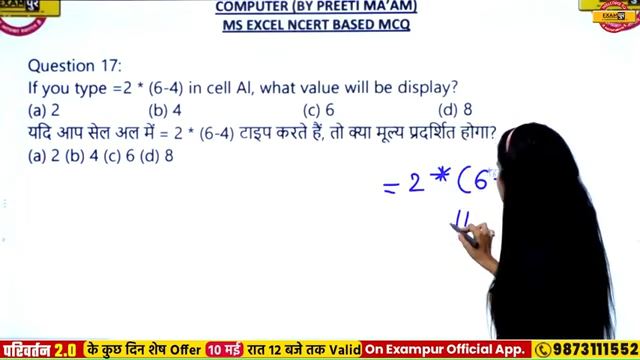 COMPUTER (BY PREETI MA'AM)
MS EXCEL NCERT BASED MCQ
Question 17:
If you type =2 * (6-4) in cell Al, what value will be display?
(a) 2 (b) 4 (c) 6 (d) 8
यदि आप सेल अल में = 2 * (6-4) टाइप करते हैं, तो क्या मूल्य प्रदर्शित होगा?
(a) 2 (b) 4 (c) 6 (d) 8
= 2 * (6
परिवर्तन 2.0 के कुछ दिन शेष Offer 10 मई रात 12 बजे तक Valid On Exampur Official App. 9873111552